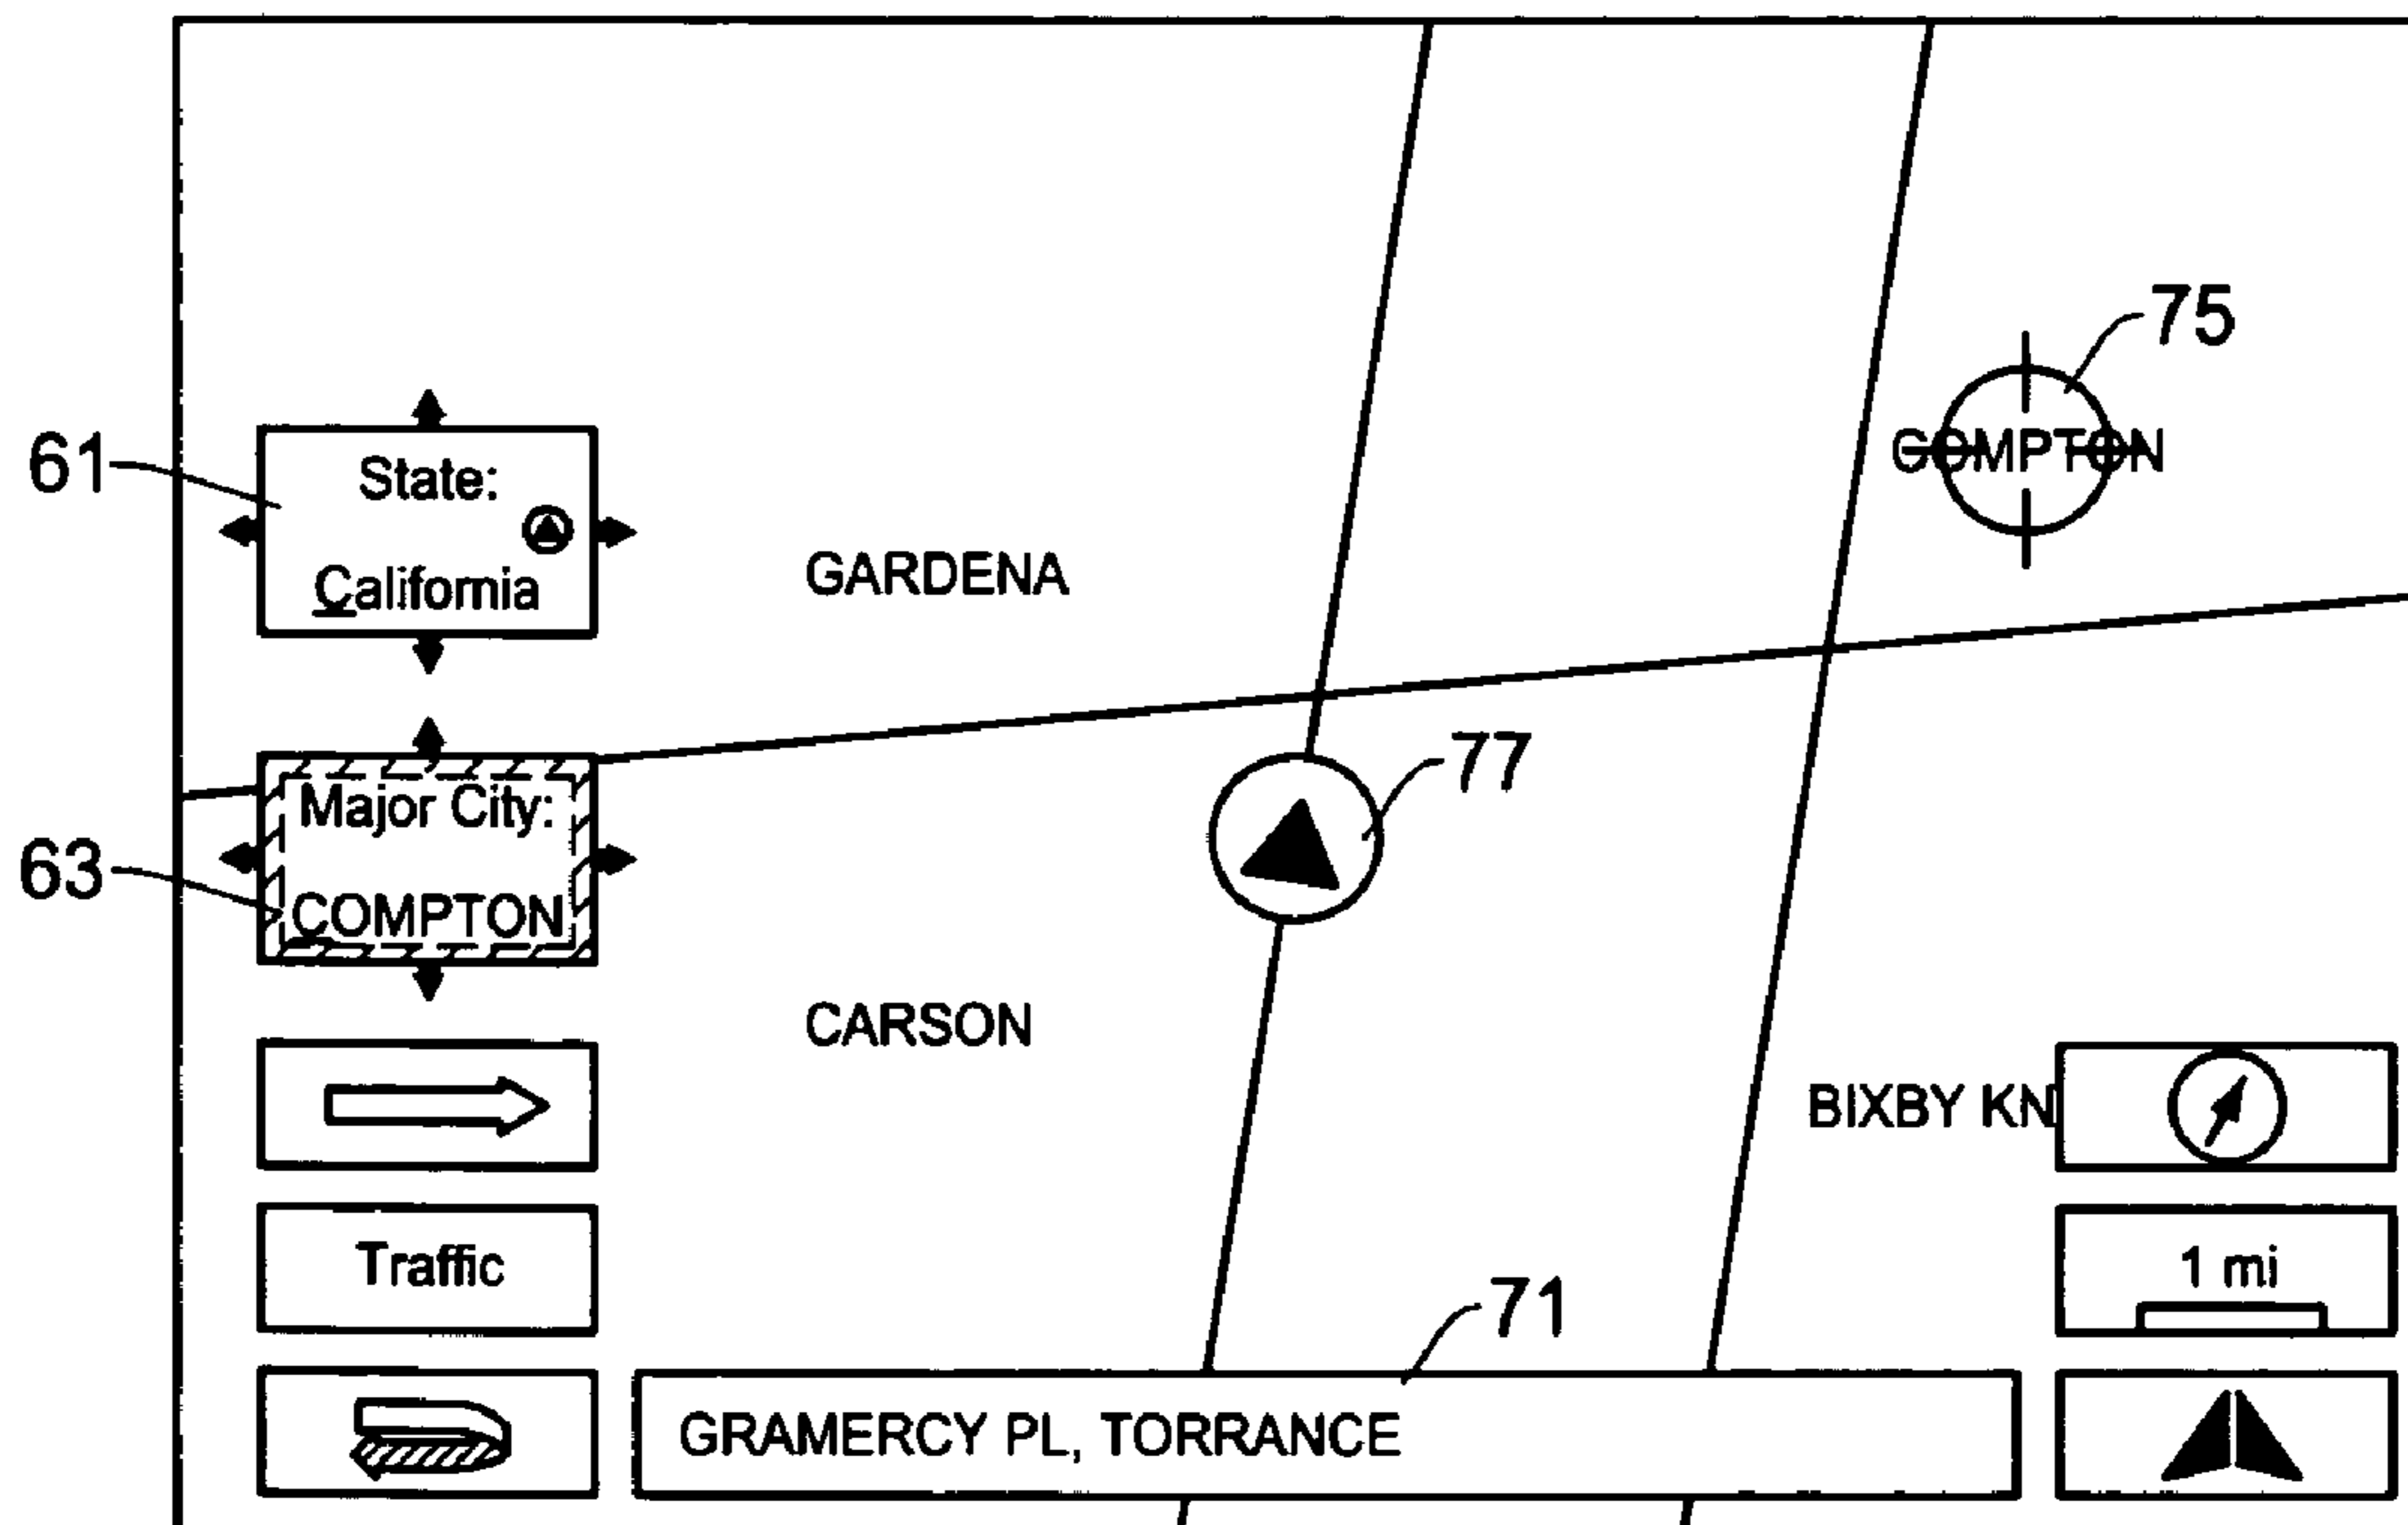 75
COMPTON
61
State:
California
GARDENA
77
Major City:
COMPTON
63
CARSON
BIXBY KN
Traffic
1 mi
71
GRAMERCY PL, TORRANCE